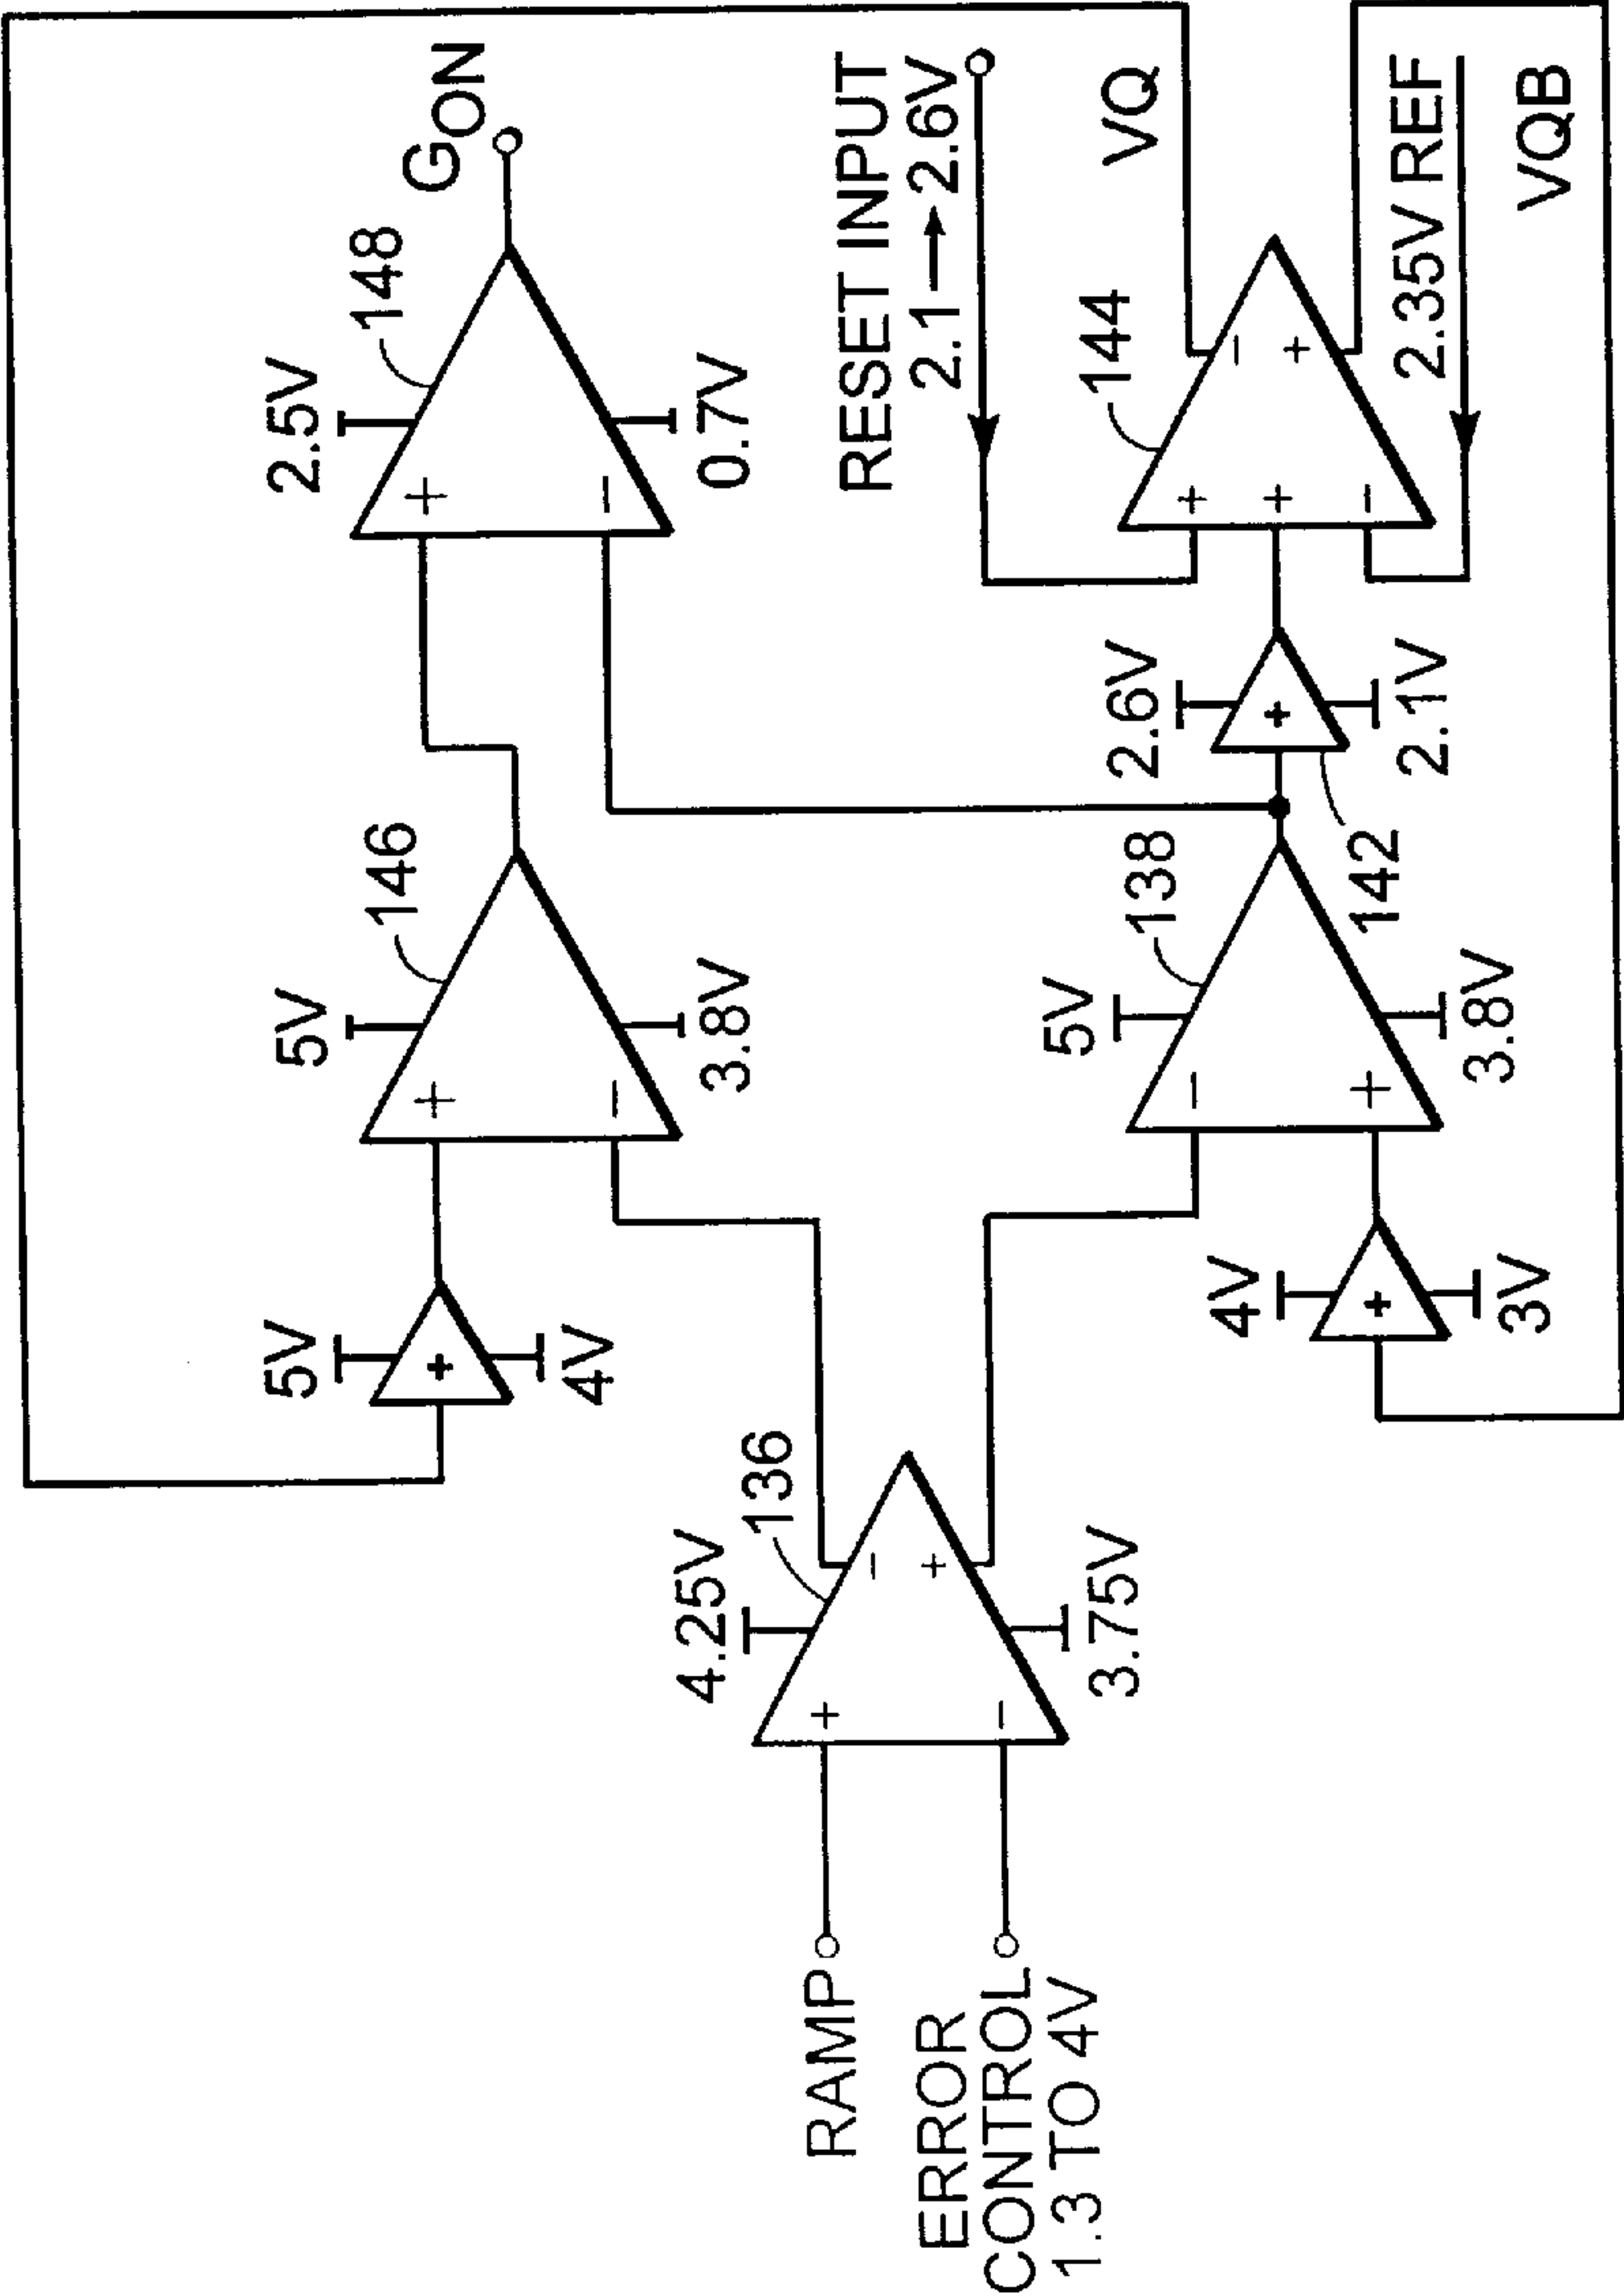 5V
4V
5V
146
3.8V
2.5V
148
0.7V
GON
RAMP
ERROR
CONTROL
1.3 TO 4V
4.25V
136
3.75V
4V
3V
5V
138
3.8V
142
2.6V
2.1V
RESET INPUT
2.1 → 2.6V
144
VQ
2.35V REF
VQB
+
−
+
−
+
−
−
+
+
−
−
+
+
+
+
+
+
−
−
+